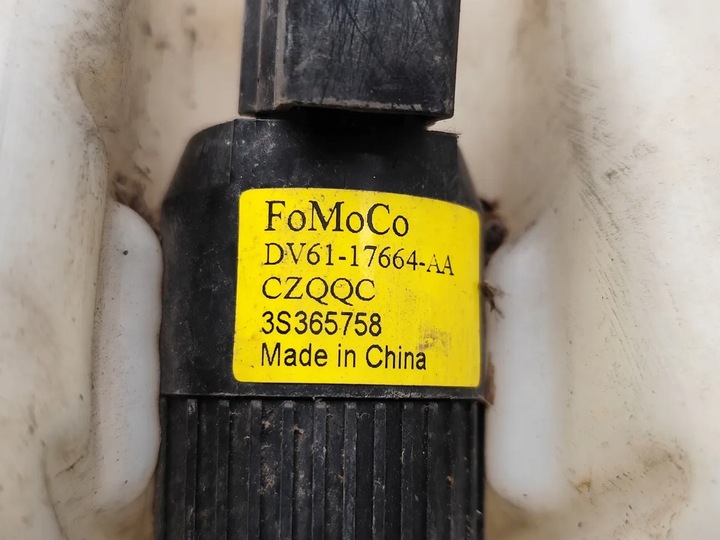 FoMoCo
DV61-17664-AA
CZQQC
3S365758
Made in China